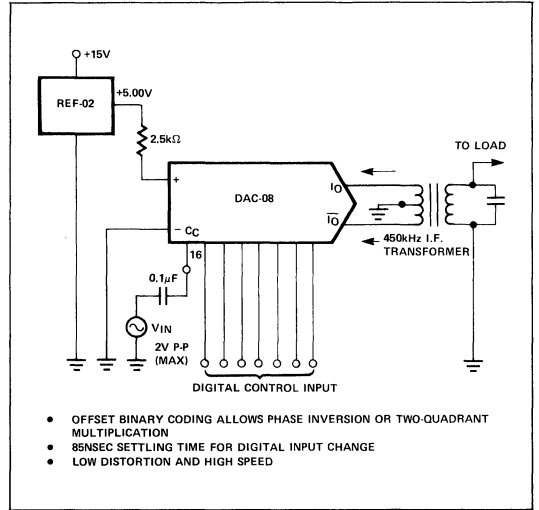 +15V
REF-02
+5.00V
2.5kΩ
TO LOAD
+
DAC-08
IO
IO
− CC
16
450kHz I.F.
TRANSFORMER
0.1μF
VIN
2V P-P
(MAX)
DIGITAL CONTROL INPUT
• OFFSET BINARY CODING ALLOWS PHASE INVERSION OR TWO-QUADRANT
MULTIPLICATION
• 85NSEC SETTLING TIME FOR DIGITAL INPUT CHANGE
• LOW DISTORTION AND HIGH SPEED